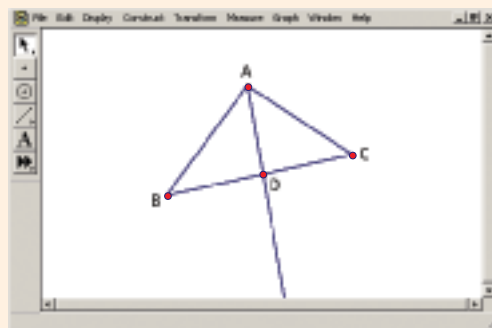 File Edit Display Construct Transform Measure Graph Window Help
A
A
C
D
B